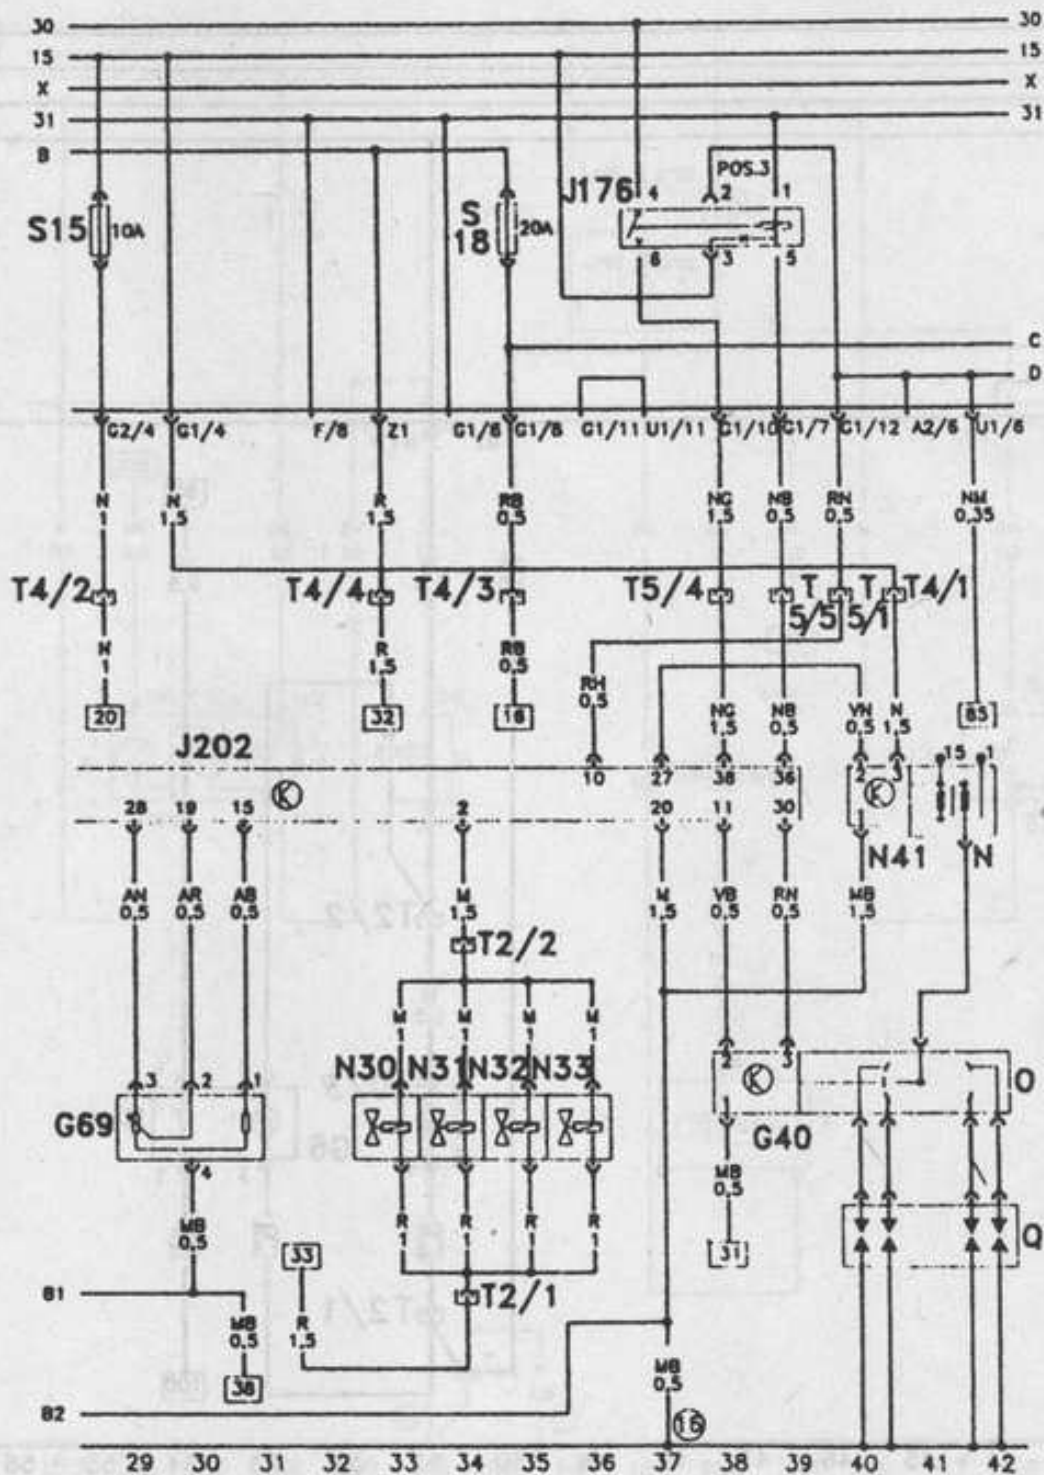 30 30
15 15
X X
31 31
B
POS.3
J176 4 2 1
S15 10A S 18 20A
6 3 5
C
D
G2/4 G1/4 F/8 Z1 G1/6 G1/8 G1/11 U1/11 G1/10 G1/7 G1/12 A2/6 U1/6
N N R RB NG NB RN NM
1 1,5 1,5 0,5 1,5 0,5 0,5 0,35
T4/2 T4/4 T4/3 T5/4 T 5/5 T 5/1 T4/1
N R RB
1 1,5 0,5
0,5 NG NB VN N
1,5 0,5 0,5 1,5
20 32 16 85
J202
10 27 38 36 2 3 15 1
K K
28 19 15 2 20 11 30
N41 N
AN AR AB M M VB RN MB
0,5 0,5 0,5 1,5 1,5 0,5 0,5 1,5
T2/2
M M M M
1 1 1 1
N30 N31 N32 N33
3 2 1 2 3
K
O
G69 G40
4
MB
0,5
R R R R
1 1 1 1
MB
0,5
33 31 Q
T2/1
B1
MB
0,5
R
1,5
38
MB
0,5
B2
16
29 30 31 32 33 34 35 36 37 38 39 40 41 42